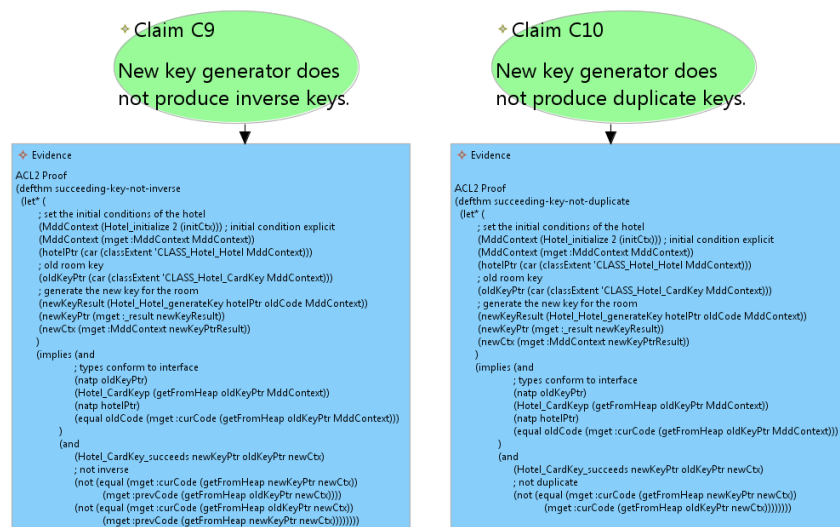 Claim C9
New key generator does
not produce inverse keys.
Evidence
ACL2 Proof
(defthm succeeding-key-not-inverse
(let* (
; set the initial conditions of the hotel
(MddContext (Hotel_initialize 2 (initCtx))) ; initial condition explicit
(MddContext (mget :MddContext MddContext))
(hotelPtr (car (classExtent 'CLASS_Hotel_Hotel MddContext)))
; old room key
(oldKeyPtr (car (classExtent 'CLASS_Hotel_CardKey MddContext)))
; generate the new key for the room
(newKeyResult (Hotel_Hotel_generateKey hotelPtr oldCode MddContext))
(newKeyPtr (mget :_result newKeyResult))
(newCtx (mget :MddContext newKeyPtrResult))
)
(implies (and
; types conform to interface
(natp oldKeyPtr)
(Hotel_CardKeyp (getFromHeap oldKeyPtr MddContext))
(natp hotelPtr)
(equal oldCode (mget :curCode (getFromHeap oldKeyPtr MddContext)))
)
(and
(Hotel_CardKey_succeeds newKeyPtr oldKeyPtr newCtx)
; not inverse
(not (equal (mget :curCode (getFromHeap newKeyPtr newCtx))
(mget :prevCode (getFromHeap oldKeyPtr newCtx))))
(not (equal (mget :curCode (getFromHeap oldKeyPtr newCtx))
(mget :prevCode (getFromHeap newKeyPtr newCtx))))))))
Claim C10
New key generator does
not produce duplicate keys.
Evidence
ACL2 Proof
(defthm succeeding-key-not-duplicate
(let* (
; set the initial conditions of the hotel
(MddContext (Hotel_initialize 2 (initCtx))) ; initial condition explicit
(MddContext (mget :MddContext MddContext))
(hotelPtr (car (classExtent 'CLASS_Hotel_Hotel MddContext)))
; old room key
(oldKeyPtr (car (classExtent 'CLASS_Hotel_CardKey MddContext)))
; generate the new key for the room
(newKeyResult (Hotel_Hotel_generateKey hotelPtr oldCode MddContext))
(newKeyPtr (mget :_result newKeyResult))
(newCtx (mget :MddContext newKeyPtrResult))
)
(implies (and
; types conform to interface
(natp oldKeyPtr)
(Hotel_CardKeyp (getFromHeap oldKeyPtr MddContext))
(natp hotelPtr)
(equal oldCode (mget :curCode (getFromHeap oldKeyPtr MddContext)))
)
(and
(Hotel_CardKey_succeeds newKeyPtr oldKeyPtr newCtx)
; not duplicate
(not (equal (mget :curCode (getFromHeap newKeyPtr newCtx))
(mget :curCode (getFromHeap oldKeyPtr newCtx))))))))